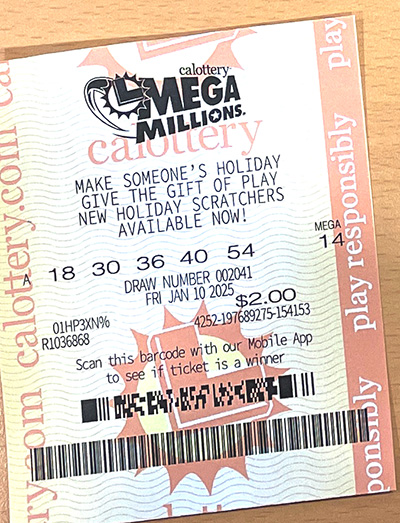 calottery
MEGA
MILLIONS.
calottery
MAKE SOMEONE'S HOLIDAY
GIVE THE GIFT OF PLAY
NEW HOLIDAY SCRATCHERS
AVAILABLE NOW!
MEGA
A 18 30 36 40 54 14
DRAW NUMBER 002041
FRI JAN 10 2025
$2.00
01HP3XN% 4252-197689275-154153
R1036868
Scan this barcode with our Mobile App
to see if ticket is a winner
calottery.com
play responsibly
play